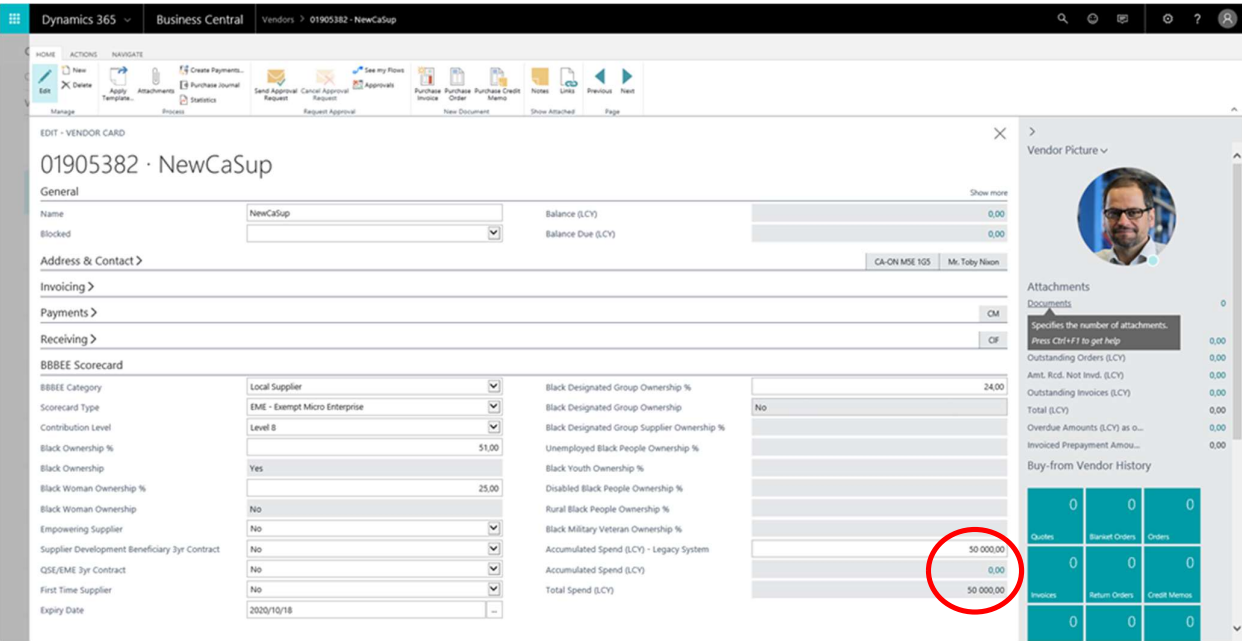 Dynamics 365 Business Central Vendors > 01905382 - NewCaSup ?
HOME ACTIONS NAVIGATE
Edit New Delete
Manage
Apply Template... Attachments Create Payments... Purchase Journal Statistics
Process
Send Approval Request Cancel Approval Request See my Flows Approvals
Request Approval
Purchase Invoice Purchase Order Purchase Credit Memo
New Document
Notes Links
Show Attached
Previous Next
Page
EDIT - VENDOR CARD
01905382 · NewCaSup
General Show more
Name NewCaSup Balance (LCY) 0,00
Blocked Balance Due (LCY) 0,00
Address & Contact > CA-ON M5E 1G5 Mr. Toby Nixon
Invoicing >
Payments > CM
Receiving > CIF
BBBEE Scorecard
BBBEE Category Local Supplier Black Designated Group Ownership % 24,00
Scorecard Type EME - Exempt Micro Enterprise Black Designated Group Ownership No
Contribution Level Level 8 Black Designated Group Supplier Ownership %
Black Ownership % 51,00 Unemployed Black People Ownership %
Black Ownership Yes Black Youth Ownership %
Black Woman Ownership % 25,00 Disabled Black People Ownership %
Black Woman Ownership No Rural Black People Ownership %
Empowering Supplier No Black Military Veteran Ownership %
Supplier Development Beneficiary 3yr Contract No Accumulated Spend (LCY) - Legacy System 50 000,00
QSE/EME 3yr Contract No Accumulated Spend (LCY) 0,00
First Time Supplier No Total Spend (LCY) 50 000,00
Expiry Date 2020/10/18 ...
Vendor Picture
Attachments
Documents 0
Specifies the number of attachments.
Press Ctrl+F1 to get help 0,00
Outstanding Orders (LCY) 0,00
Amt. Rcd. Not Invd. (LCY) 0,00
Outstanding Invoices (LCY) 0,00
Total (LCY) 0,00
Overdue Amounts (LCY) as o... 0,00
Invoiced Prepayment Amou... 0,00
Buy-from Vendor History
0 0 0
Quotes Blanket Orders Orders
0 0 0
Invoices Return Orders Credit Memos
0 0 0